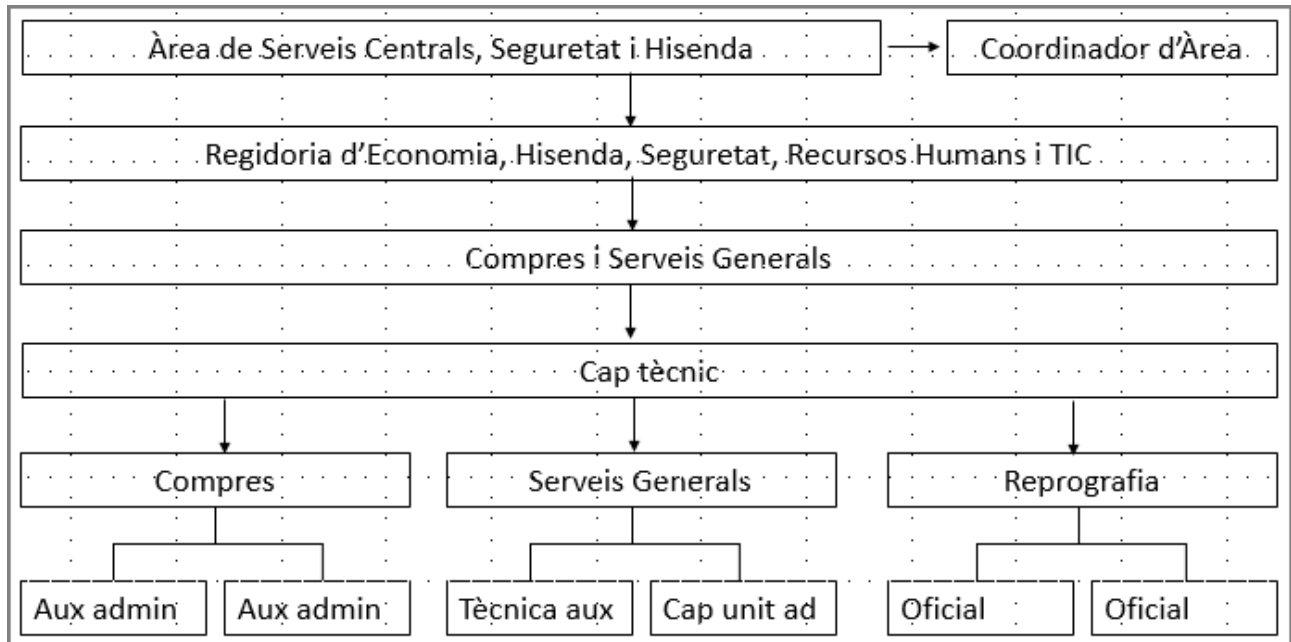 Àrea de Serveis Centrals, Seguretat i Hisenda
Coordinador d’Àrea
Regidoria d’Economia, Hisenda, Seguretat, Recursos Humans i TIC
Compres i Serveis Generals
Cap tècnic
Compres
Serveis Generals
Reprografia
Aux admin
Aux admin
Tècnica aux
Cap unit ad
Oficial
Oficial